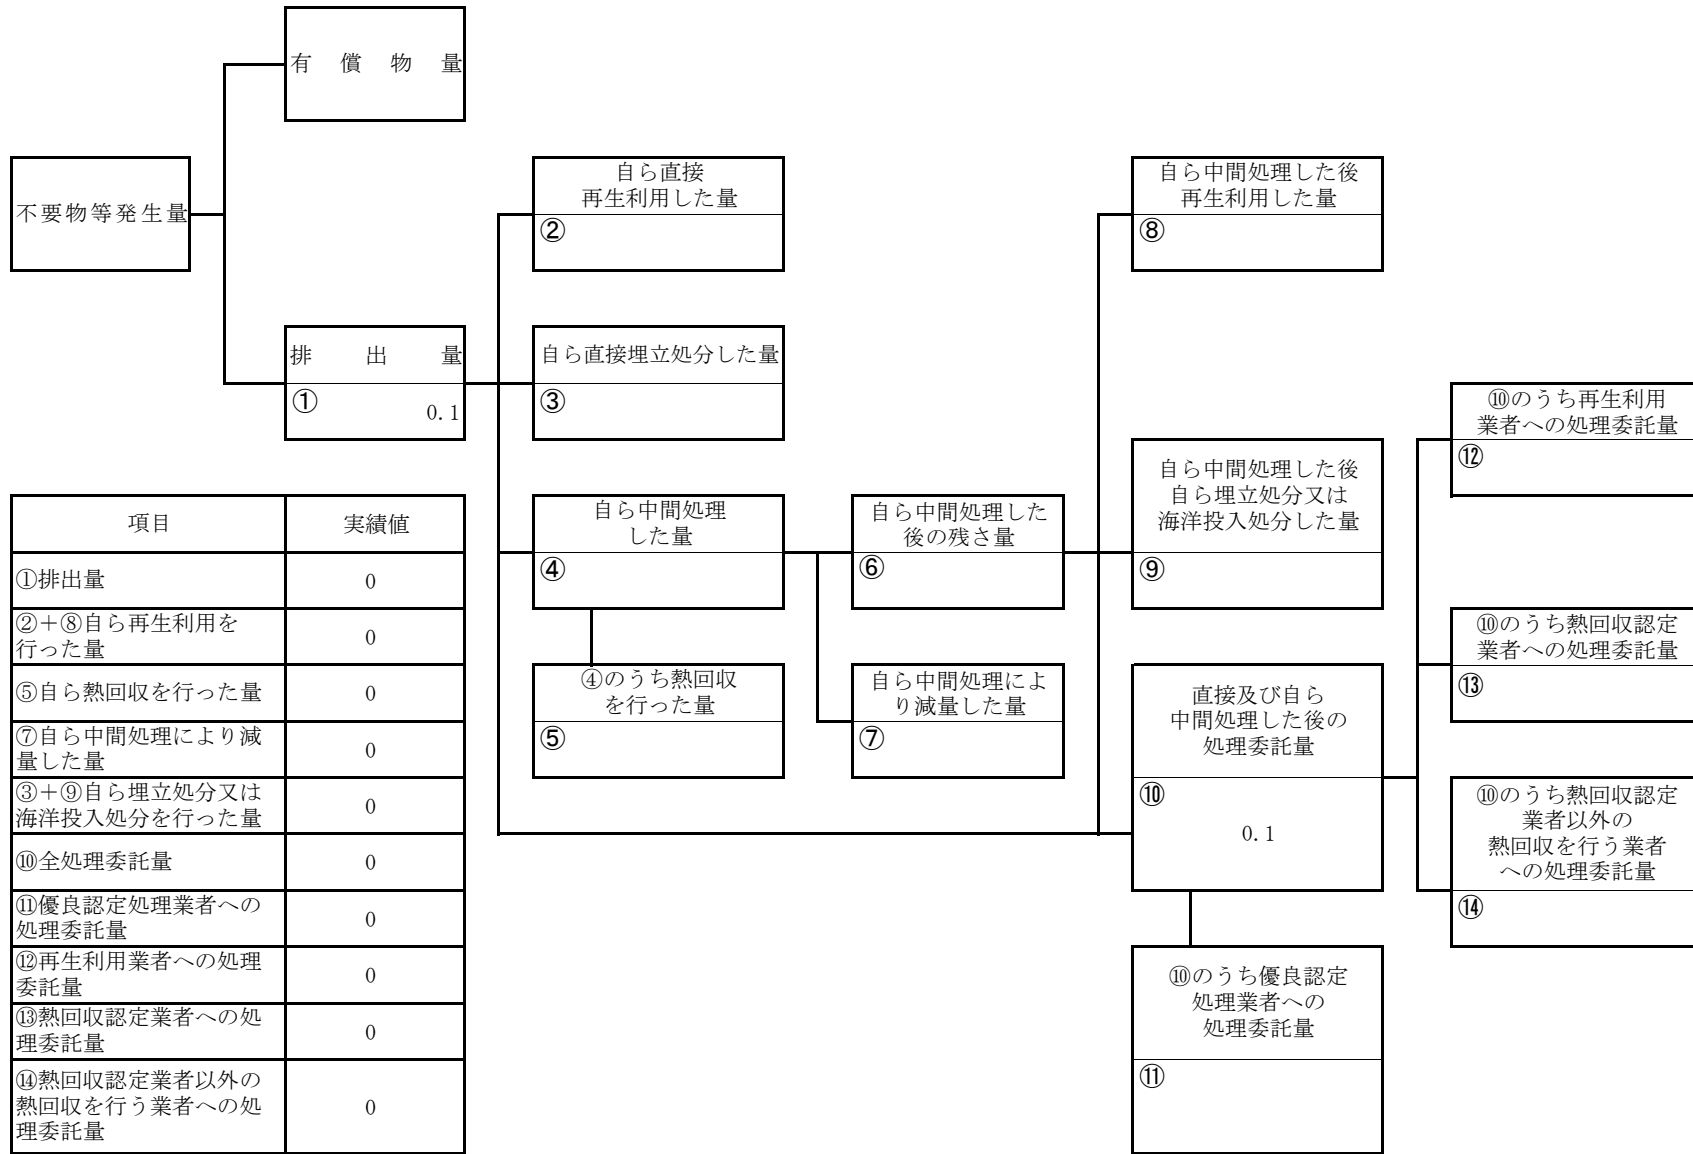 有償物量
不要物等発生量
排出量
①
0.1
自ら直接
再生利用した量
②
自ら直接埋立処分した量
③
自ら中間処理
した量
④
④のうち熱回収
を行った量
⑤
自ら中間処理した
後の残さ量
⑥
自ら中間処理によ
り減量した量
⑦
自ら中間処理した後
再生利用した量
⑧
自ら中間処理した後
自ら埋立処分又は
海洋投入処分した量
⑨
直接及び自ら
中間処理した後の
処理委託量
⑩
0.1
⑩のうち優良認定
処理業者への
処理委託量
⑪
⑩のうち再生利用
業者への処理委託量
⑫
⑩のうち熱回収認定
業者への処理委託量
⑬
⑩のうち熱回収認定
業者以外の
熱回収を行う業者
への処理委託量
⑭
項目 実績値
①排出量 0
②＋⑧自ら再生利用を
行った量 0
⑤自ら熱回収を行った量 0
⑦自ら中間処理により減
量した量 0
③＋⑨自ら埋立処分又は
海洋投入処分を行った量 0
⑩全処理委託量 0
⑪優良認定処理業者への
処理委託量 0
⑫再生利用業者への処理
委託量 0
⑬熱回収認定業者への処
理委託量 0
⑭熱回収認定業者以外の
熱回収を行う業者への処 0
理委託量